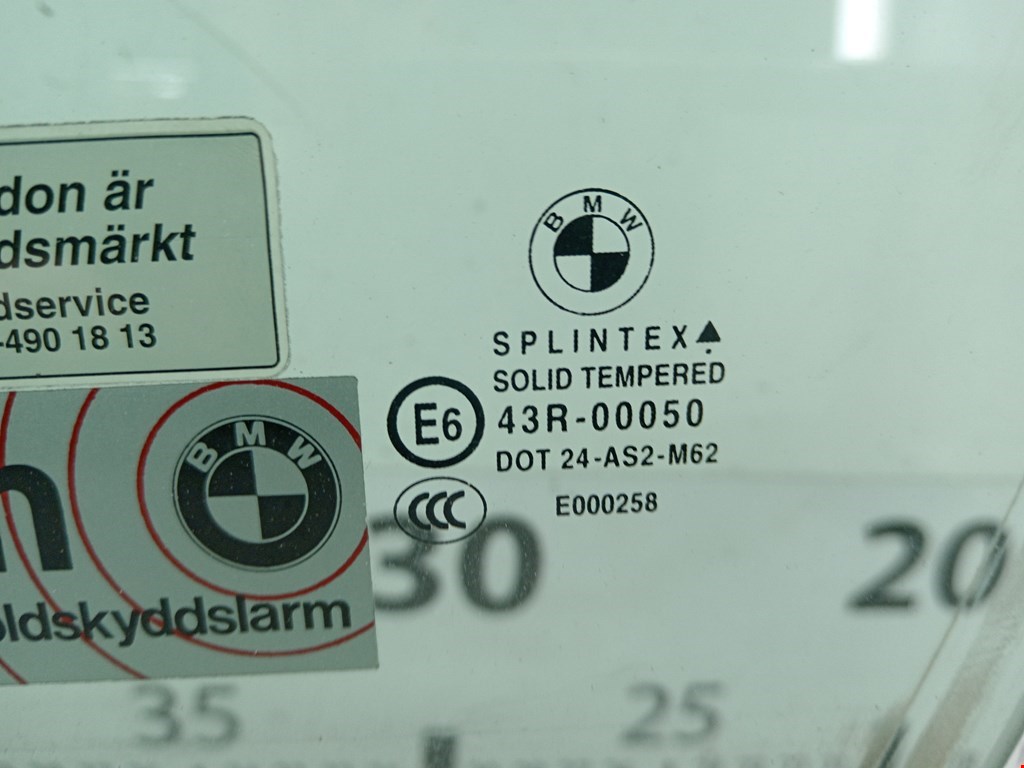 don är
dsmärkt
dservice
-490 18 13
BMW
SPLINTEX
SOLID TEMPERED
E6 43R-00050
DOT 24-AS2-M62
CCC E000258
BMW
n
oldskyddslarm
30 20
35 25